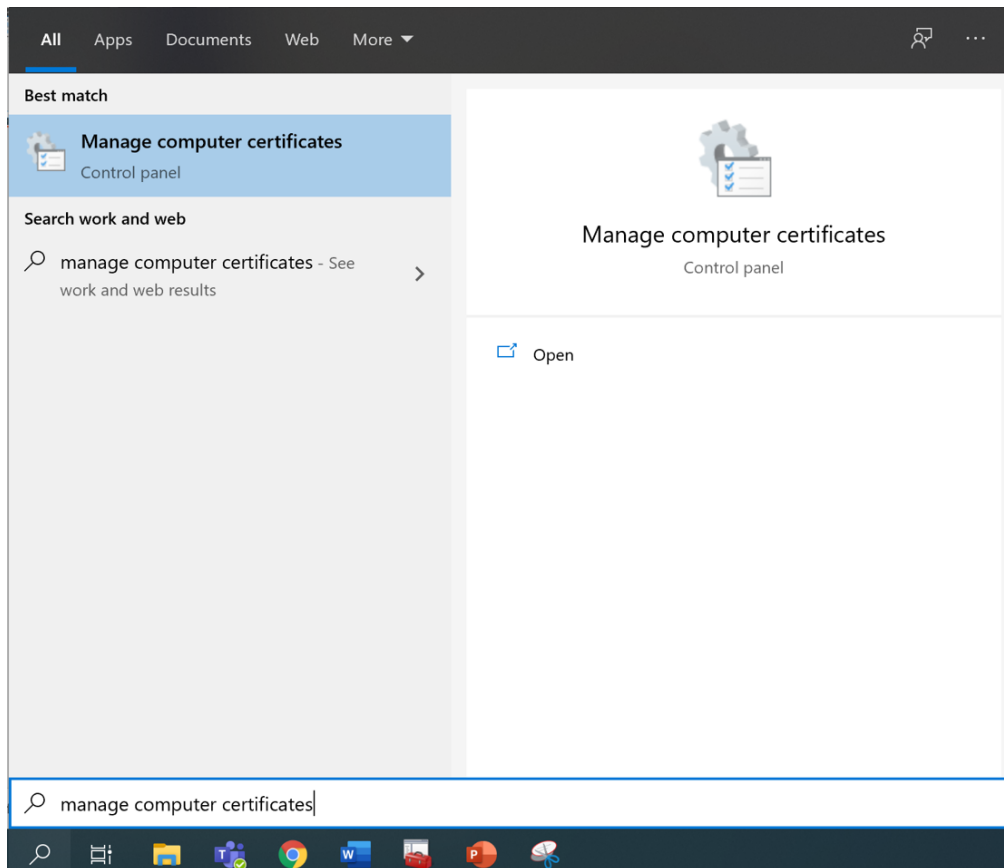 All Apps Documents Web More
Best match
Manage computer certificates
Control panel
Search work and web
manage computer certificates - See
work and web results
Manage computer certificates
Control panel
Open
manage computer certificates